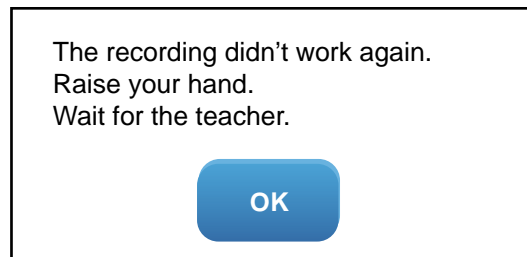 The recording didn’t work again.
Raise your hand.
Wait for the teacher.
OK